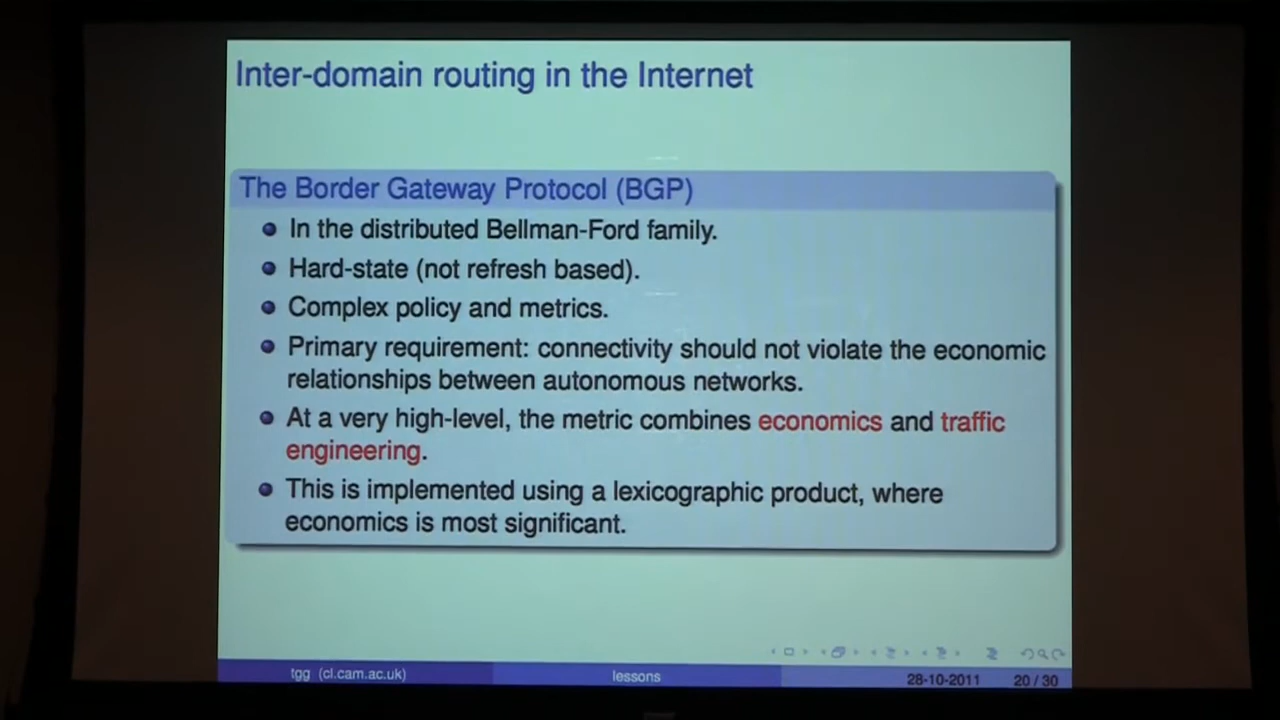 Inter-domain routing in the Internet
The Border Gateway Protocol (BGP)
In the distributed Bellman-Ford family.
Hard-state (not refresh based).
Complex policy and metrics.
Primary requirement: connectivity should not violate the economic
relationships between autonomous networks.
At a very high-level, the metric combines economics and traffic
engineering.
This is implemented using a lexicographic product, where
economics is most significant.
tgg (cl.cam.ac.uk)
lessons
28-10-2011
20 / 30